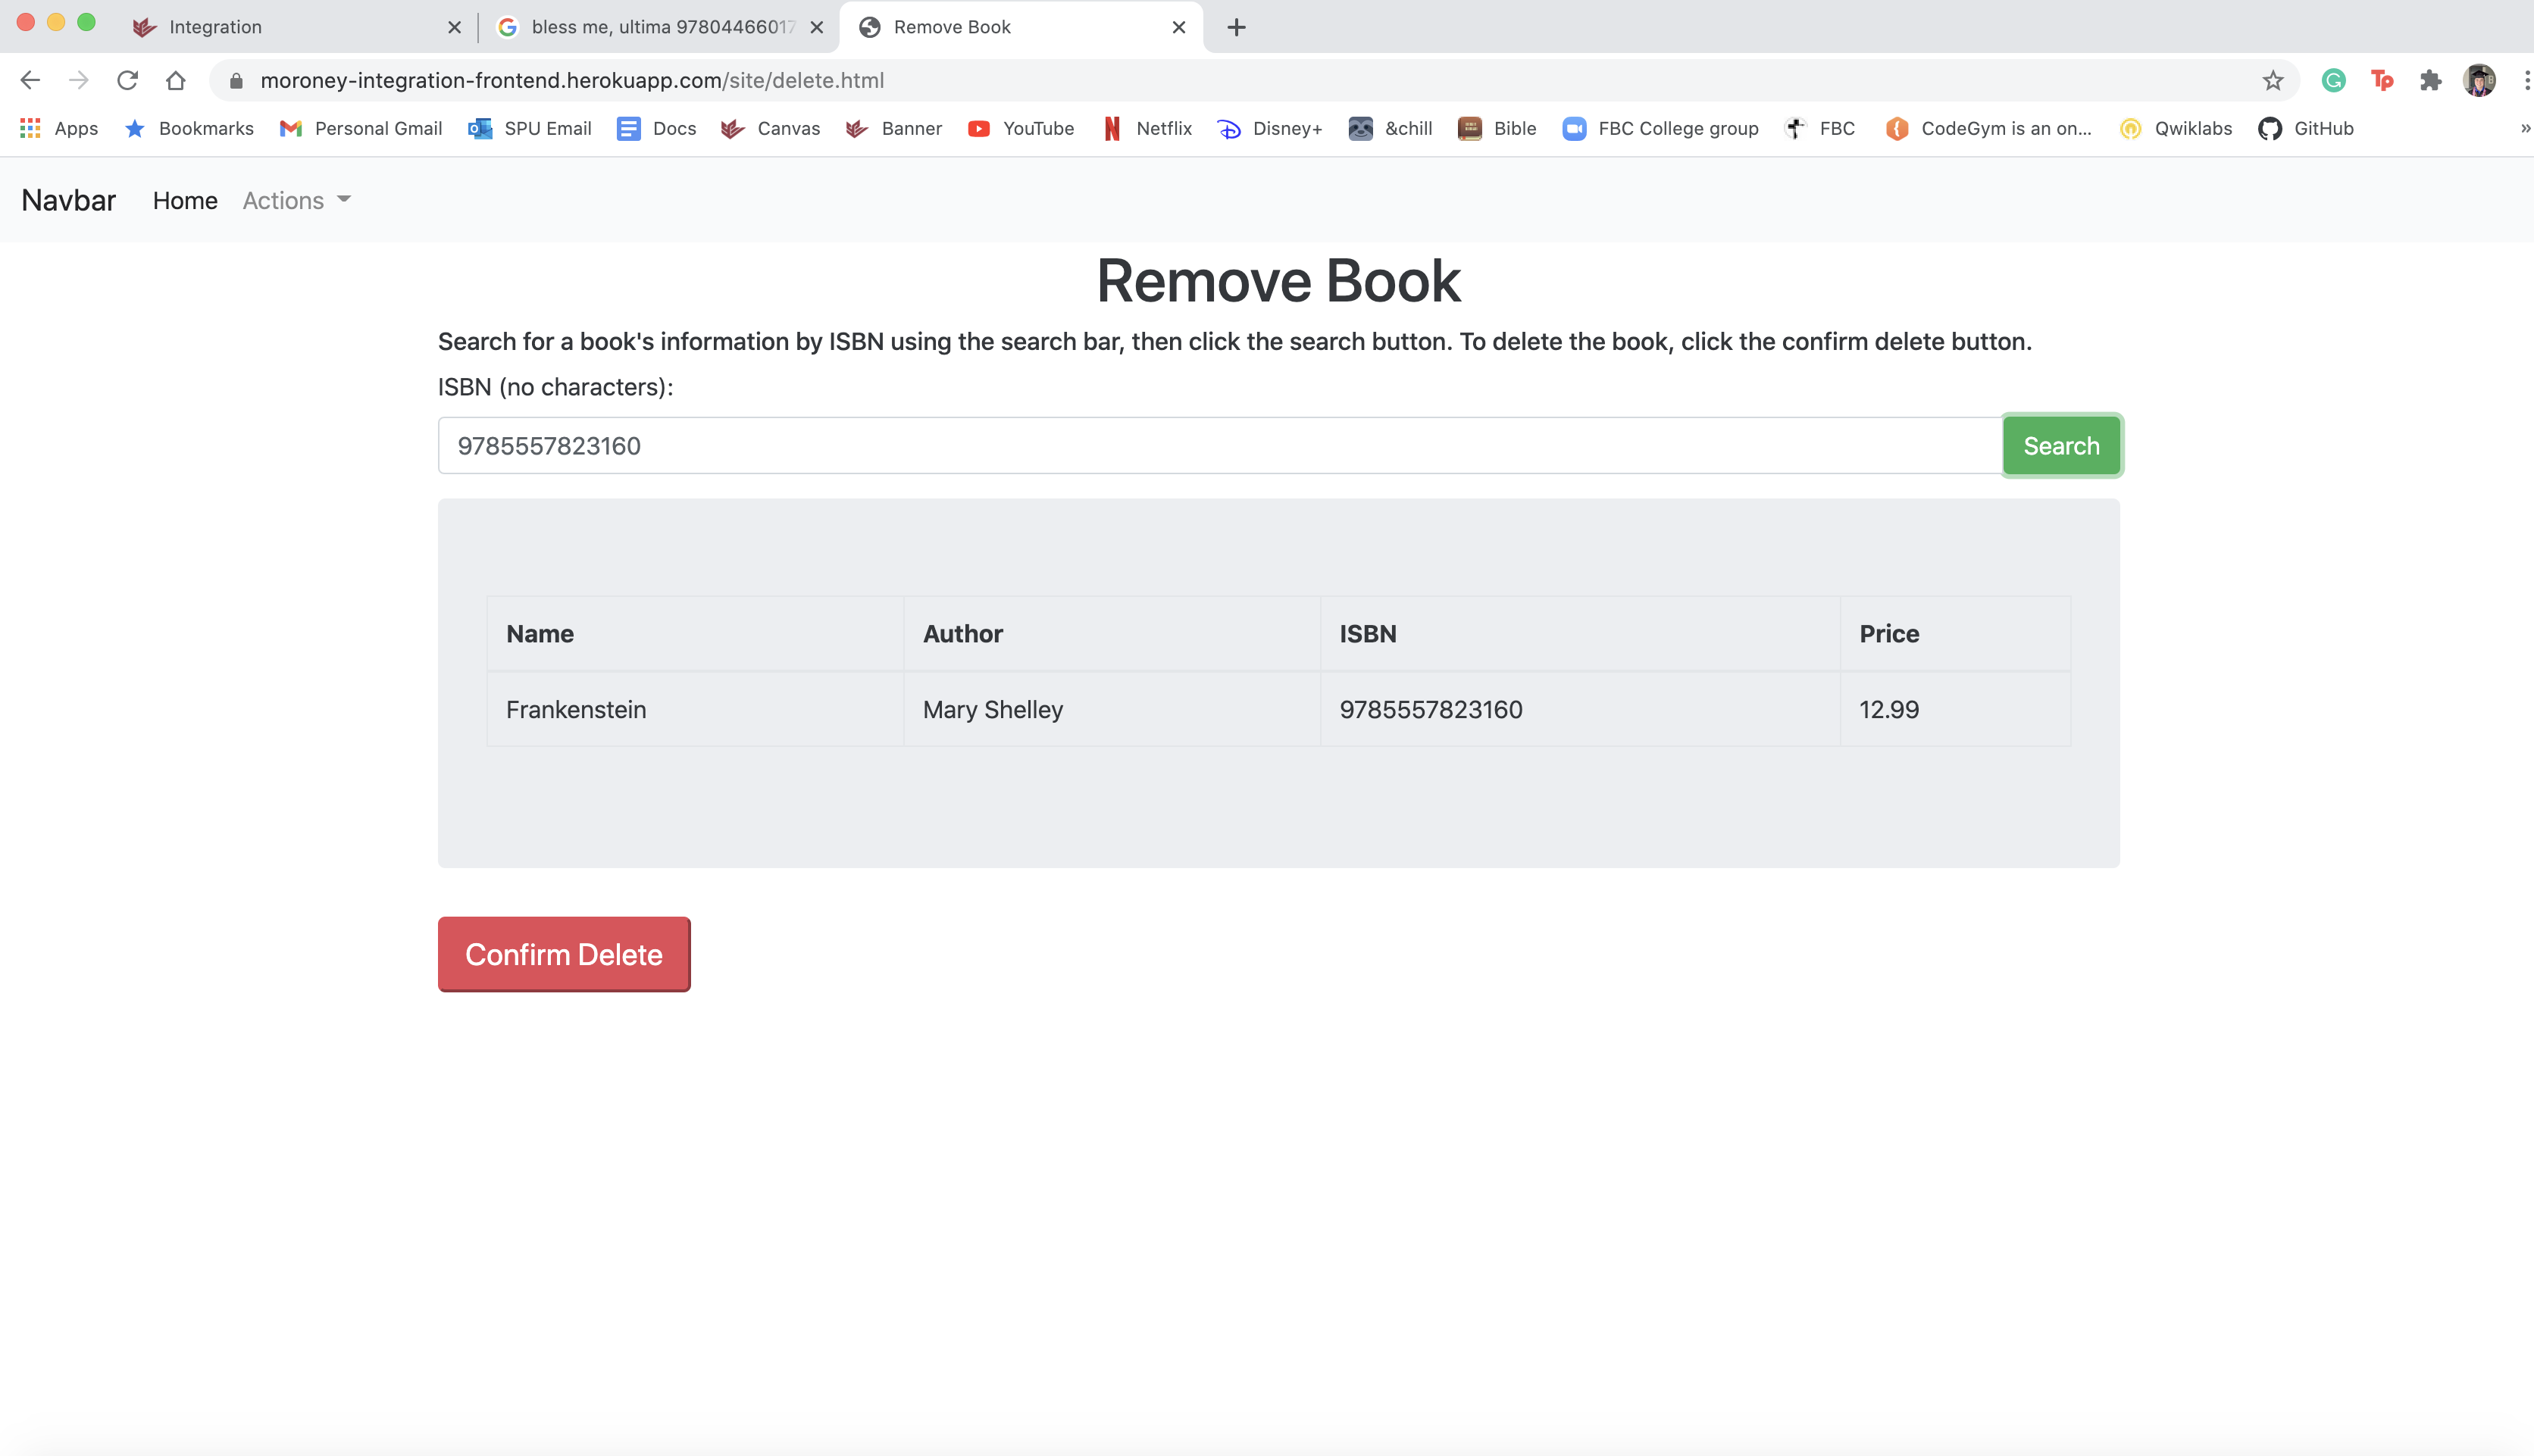 Integration
bless me, ultima 97804466017
Remove Book
moroney-integration-frontend.herokuapp.com/site/delete.html
Apps Bookmarks Personal Gmail SPU Email Docs Canvas Banner YouTube Netflix Disney+ &chill Bible FBC College group FBC CodeGym is an on... Qwiklabs GitHub »
Navbar Home Actions
Remove Book
Search for a book's information by ISBN using the search bar, then click the search button. To delete the book, click the confirm delete button.
ISBN (no characters):
9785557823160 Search
Name Author ISBN Price
Frankenstein Mary Shelley 9785557823160 12.99
Confirm Delete